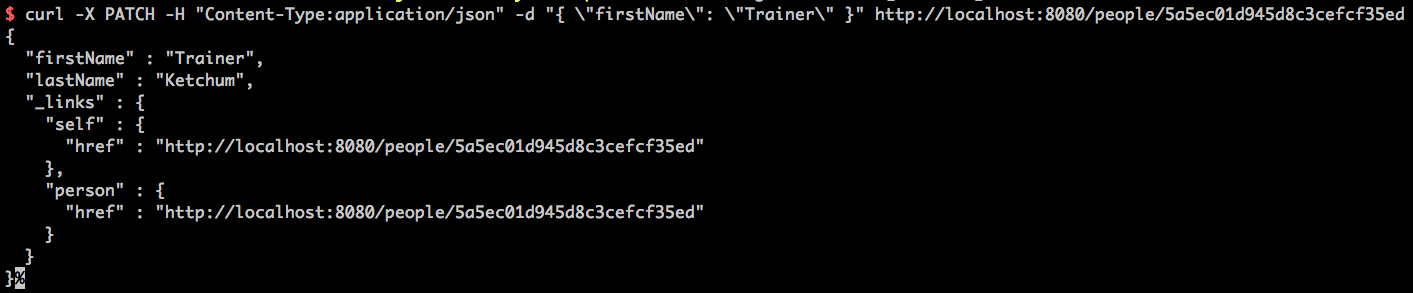 $ curl -X PATCH -H "Content-Type:application/json" -d "{ \"firstName\": \"Trainer\" }" http://localhost:8080/people/5a5ec01d945d8c3cefcf35ed
{
  "firstName" : "Trainer",
  "lastName" : "Ketchum",
  "_links" : {
    "self" : {
      "href" : "http://localhost:8080/people/5a5ec01d945d8c3cefcf35ed"
    },
    "person" : {
      "href" : "http://localhost:8080/people/5a5ec01d945d8c3cefcf35ed"
    }
  }
}%